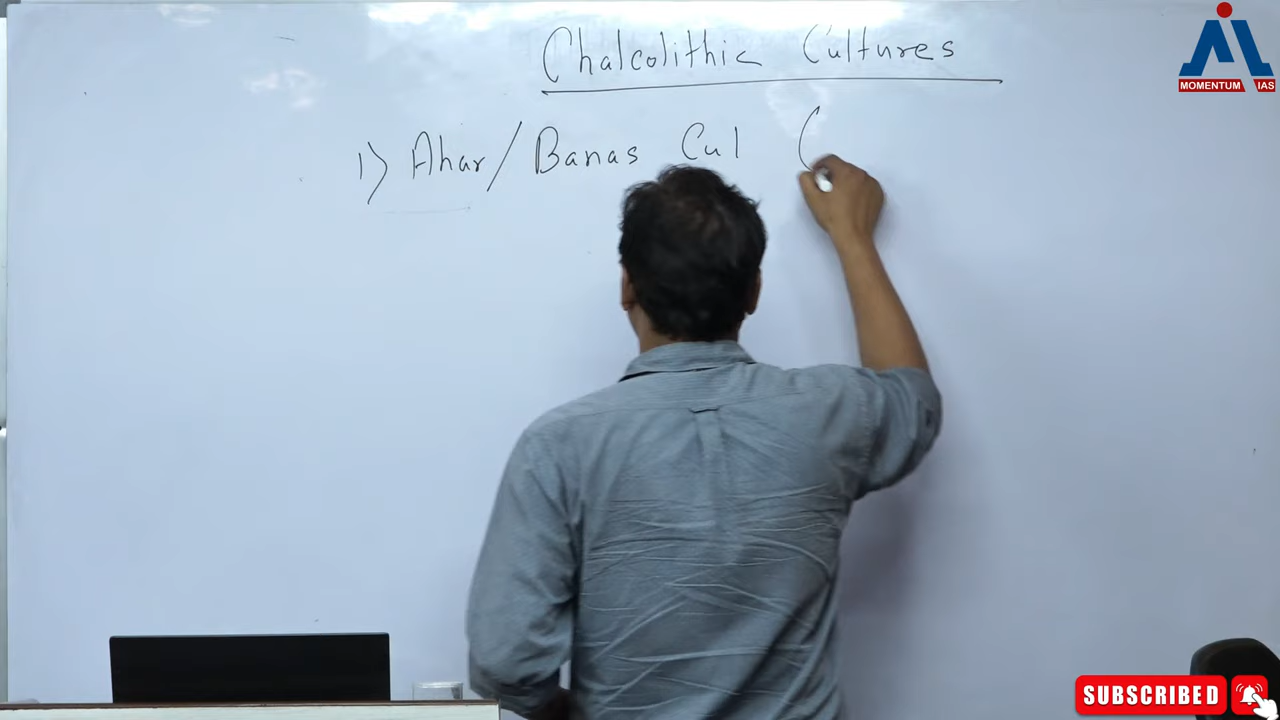 Chalcolithic Cultures
1) Ahar/Banas Cul (
MOMENTUM IAS
SUBSCRIBED